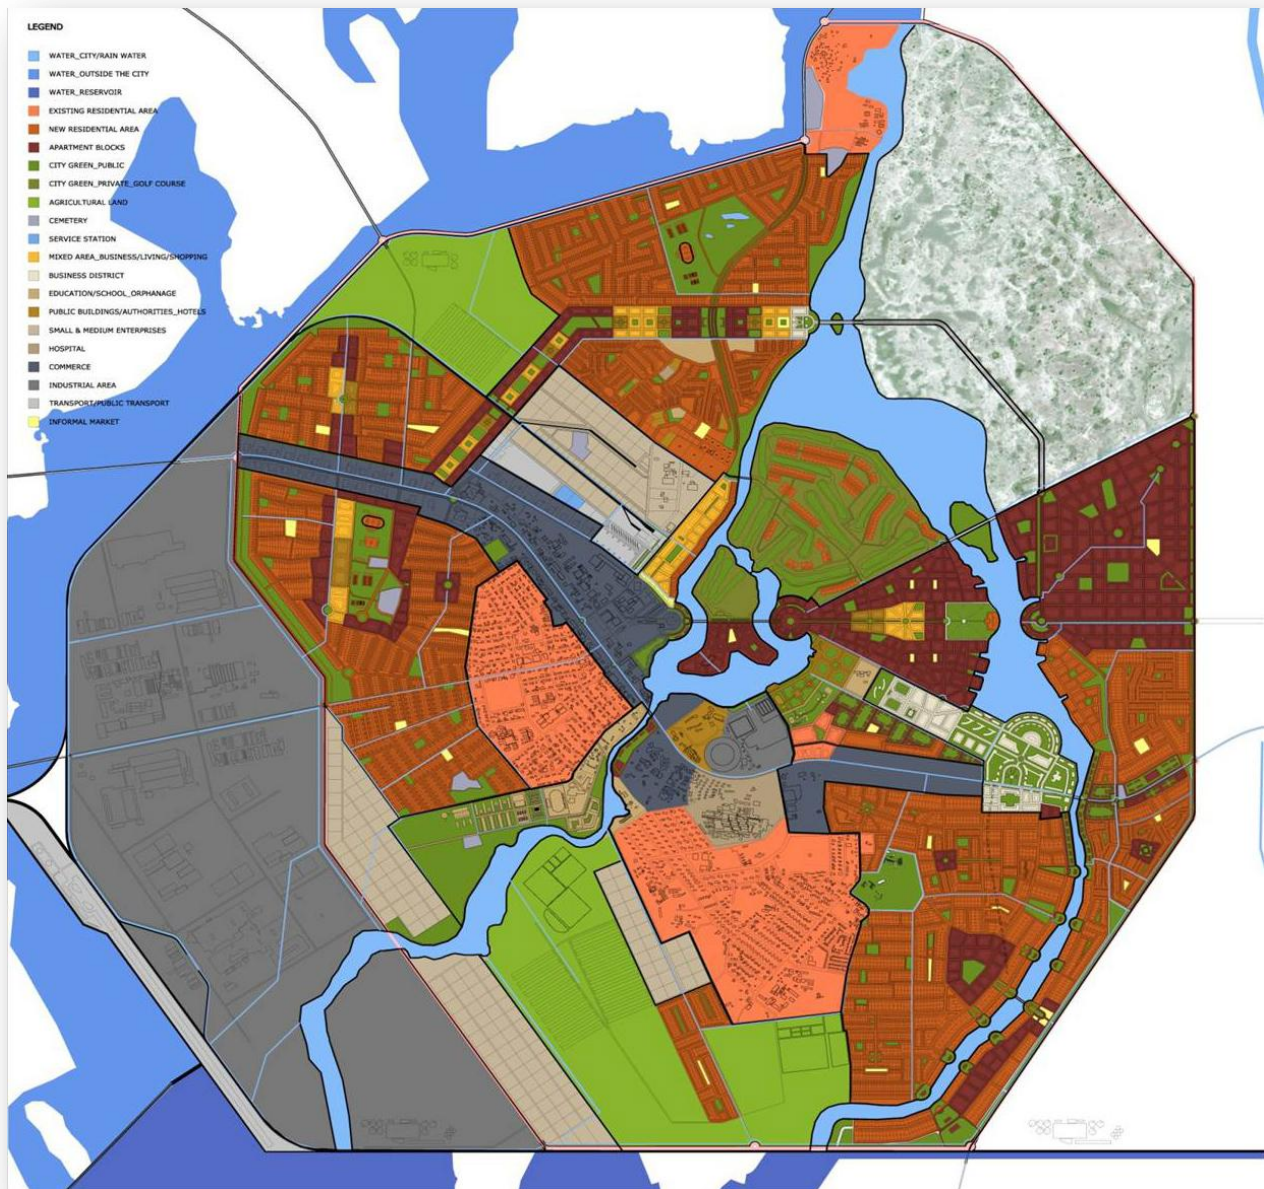 LEGEND
WATER_CITY/RAIN WATER
WATER_OUTSIDE THE CITY
WATER_RESERVOIR
EXISTING RESIDENTIAL AREA
NEW RESIDENTIAL AREA
APARTMENT BLOCKS
CITY GREEN_PUBLIC
CITY GREEN_PRIVATE_GOLF COURSE
AGRICULTURAL LAND
CEMETERY
SERVICE STATION
MIXED AREA_BUSINESS/LIVING/SHOPPING
BUSINESS DISTRICT
EDUCATION/SCHOOL_ORPHANAGE
PUBLIC BUILDINGS/AUTHORITIES_HOTELS
SMALL & MEDIUM ENTERPRISES
HOSPITAL
COMMERCE
INDUSTRIAL AREA
TRANSPORT/PUBLIC TRANSPORT
INFORMAL MARKET